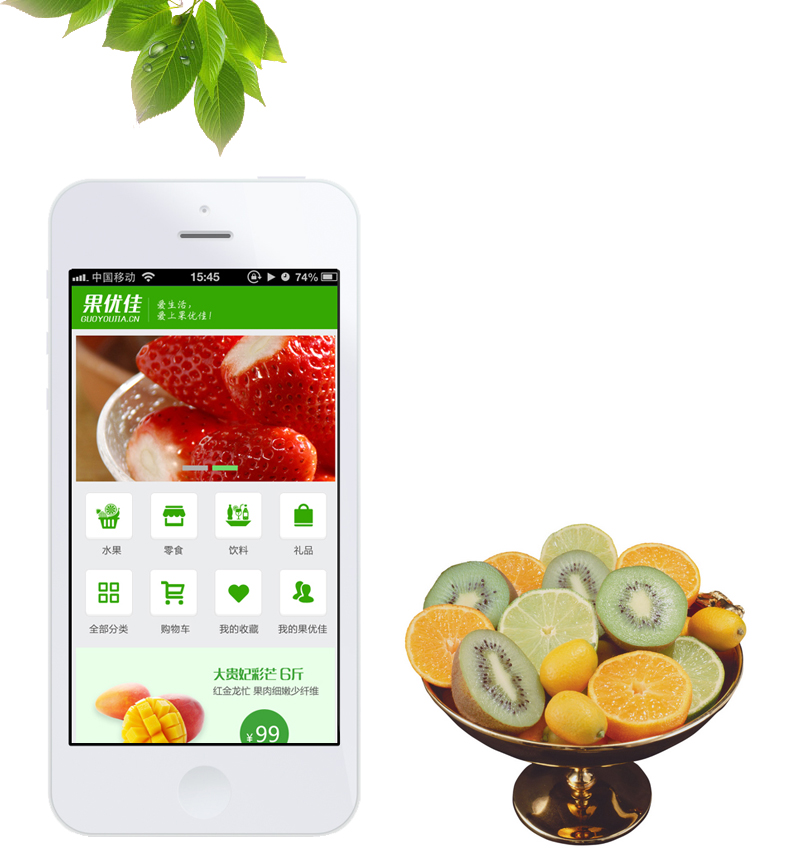 中国移动 15:45 74%
果优佳 爱生活，
GUOYOUJIA.CN 爱上果优佳！
水果 零食 饮料 礼品
全部分类 购物车 我的收藏 我的果优佳
大贵妃彩芒 6斤
红金龙忙 果肉细嫩少纤维
¥99